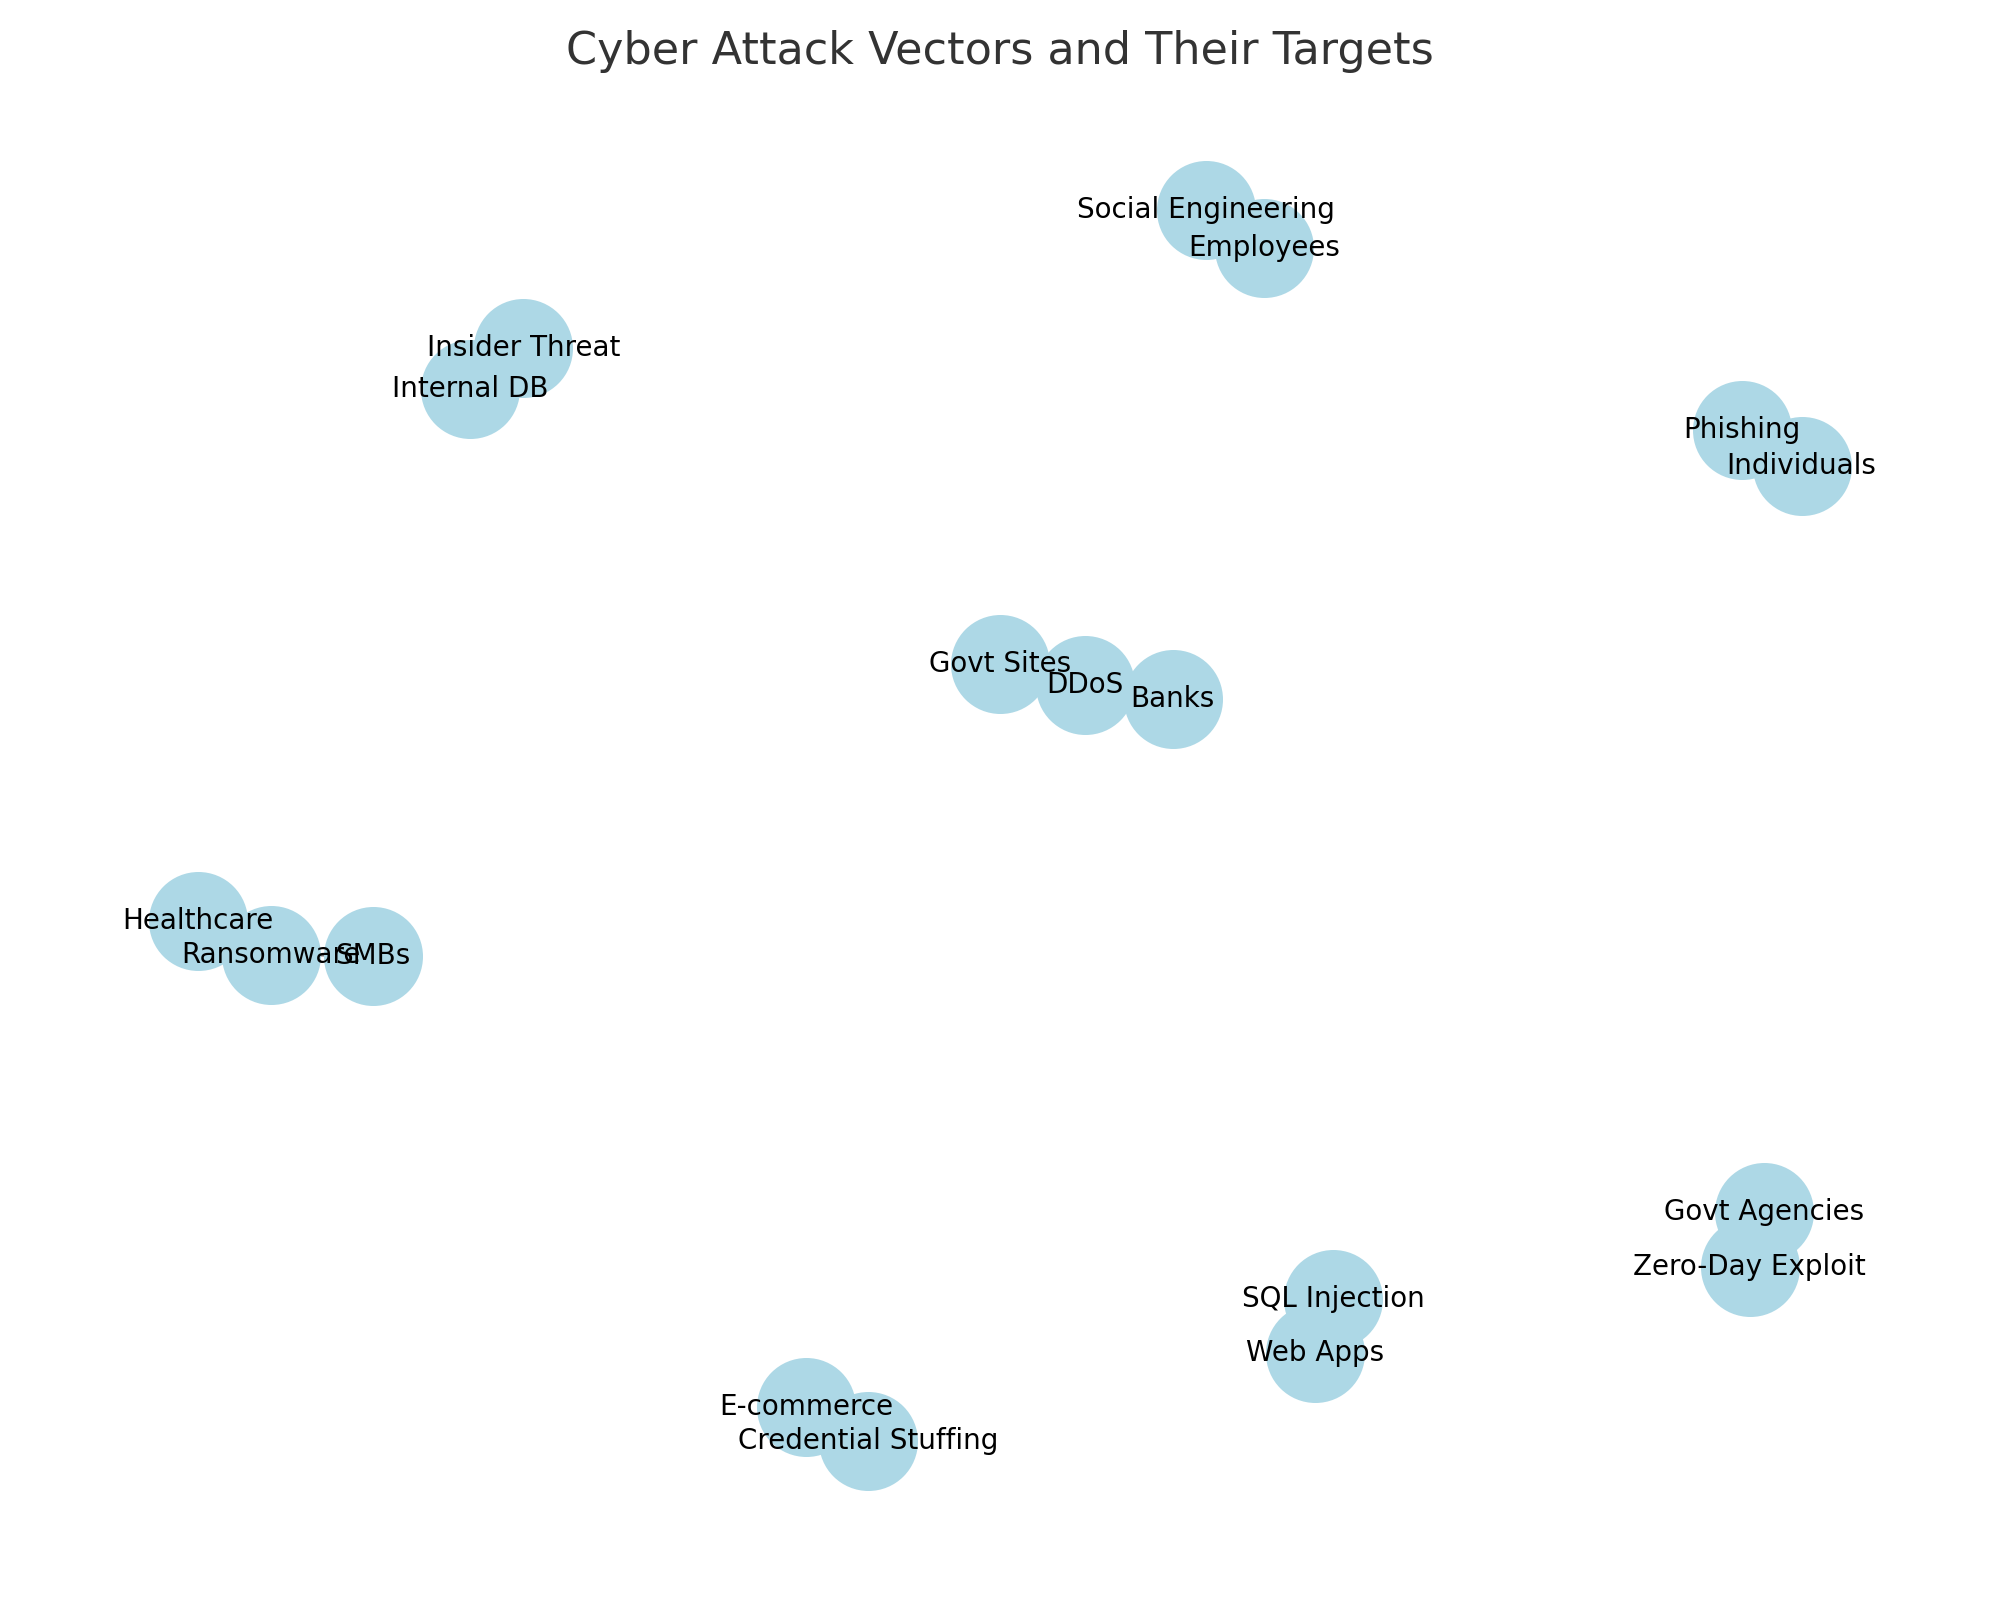 Cyber Attack Vectors and Their Targets
Social Engineering
Employees
Insider Threat
Internal DB
Phishing
Individuals
Govt Sites
DDoS
Banks
Healthcare
Ransomware
SMBs
Govt Agencies
Zero-Day Exploit
SQL Injection
Web Apps
E-commerce
Credential Stuffing